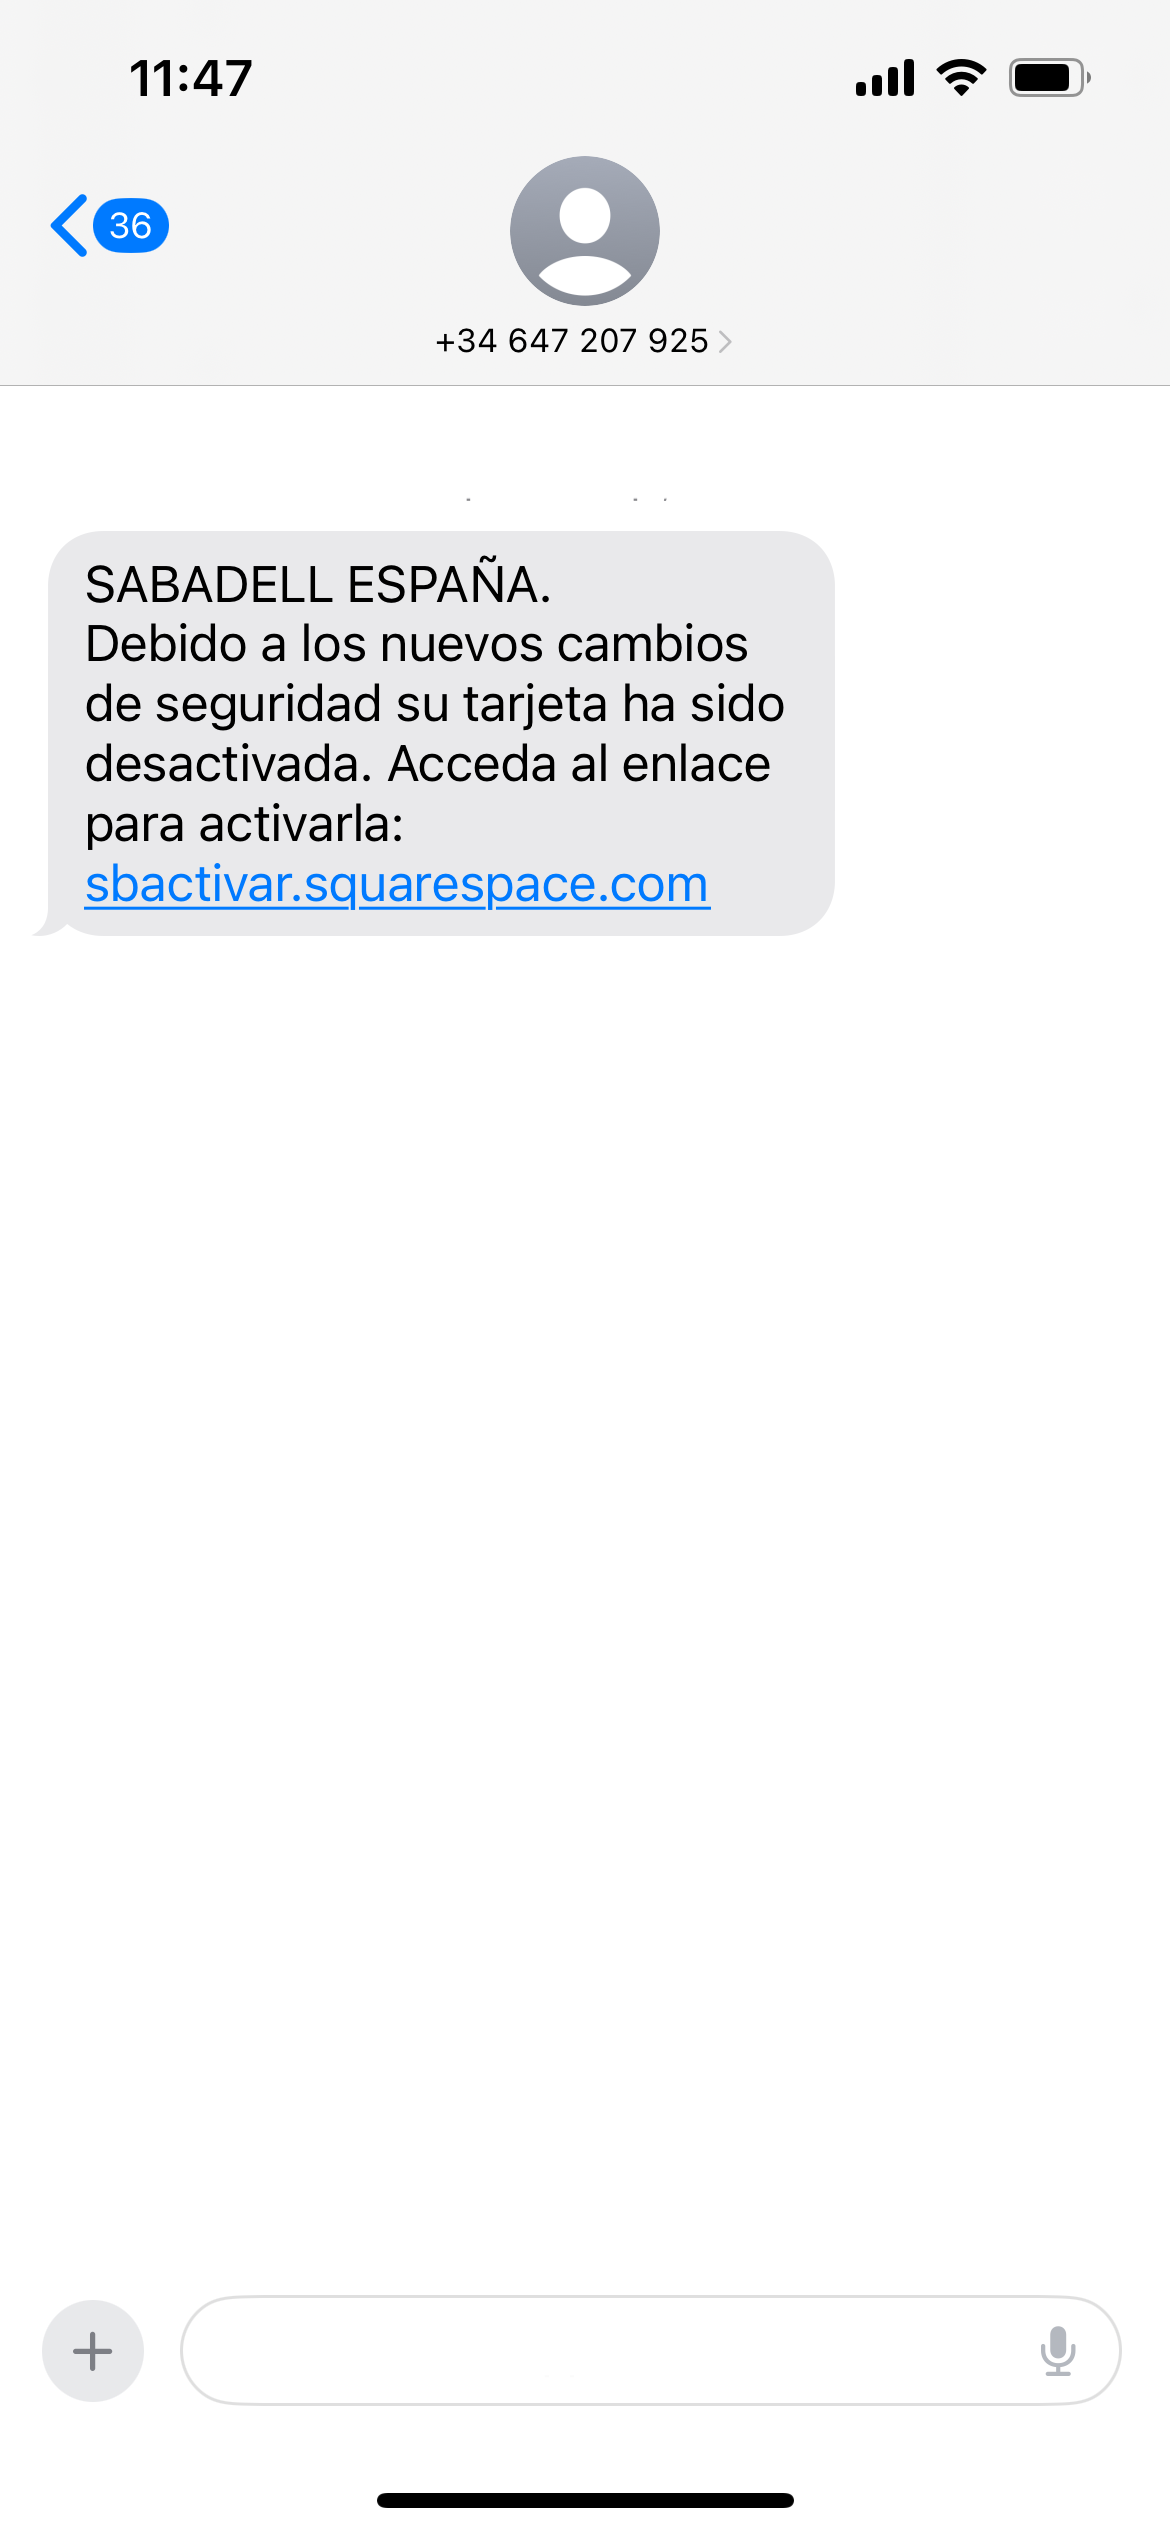 11:47
36
+34 647 207 925
SABADELL ESPAÑA.
Debido a los nuevos cambios
de seguridad su tarjeta ha sido
desactivada. Acceda al enlace
para activarla:
sbactivar.squarespace.com